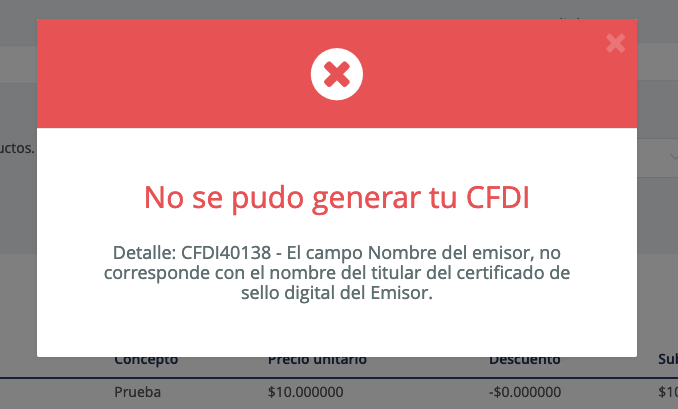 uctos.
No se pudo generar tu CFDI
Detalle: CFDI40138 - El campo Nombre del emisor, no
corresponde con el nombre del titular del certificado de
sello digital del Emisor.
Concepto Precio unitario Descuento Sub
Prueba $10.000000 -$0.000000 $10